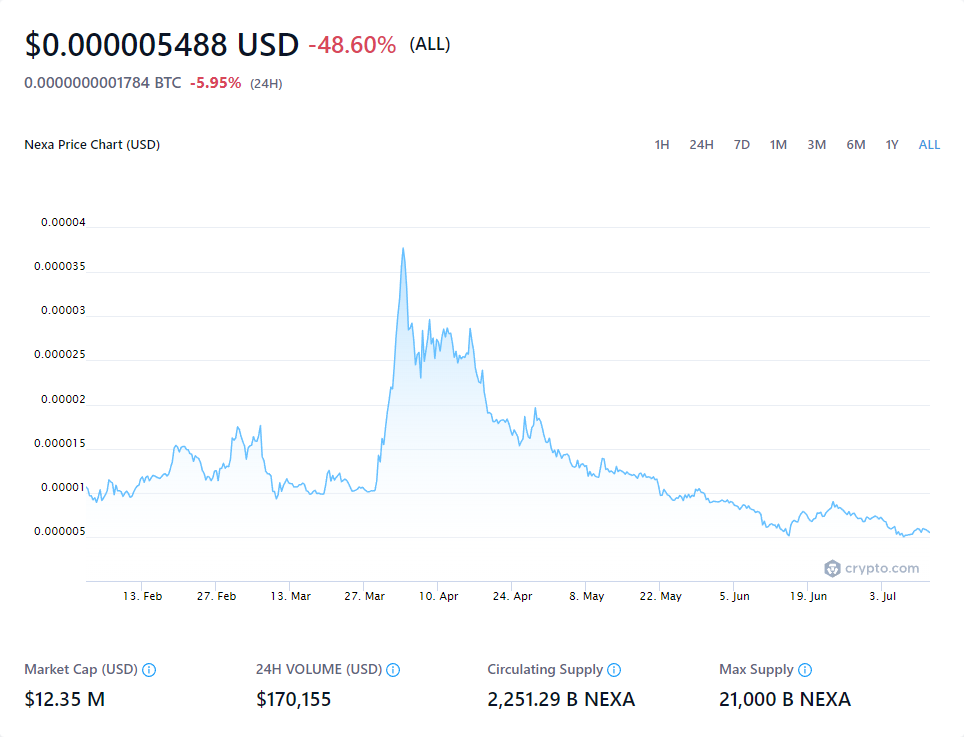 $0.000005488 USD -48.60% (ALL)
0.0000000001784 BTC -5.95% (24H)
Nexa Price Chart (USD) 1H 24H 7D 1M 3M 6M 1Y ALL
0.00004
0.000035
0.00003
0.000025
0.00002
0.000015
0.00001
0.000005
crypto.com
13. Feb 27. Feb 13. Mar 27. Mar 10. Apr 24. Apr 8. May 22. May 5. Jun 19. Jun 3. Jul
Market Cap (USD) 24H VOLUME (USD) Circulating Supply Max Supply
$12.35 M $170,155 2,251.29 B NEXA 21,000 B NEXA